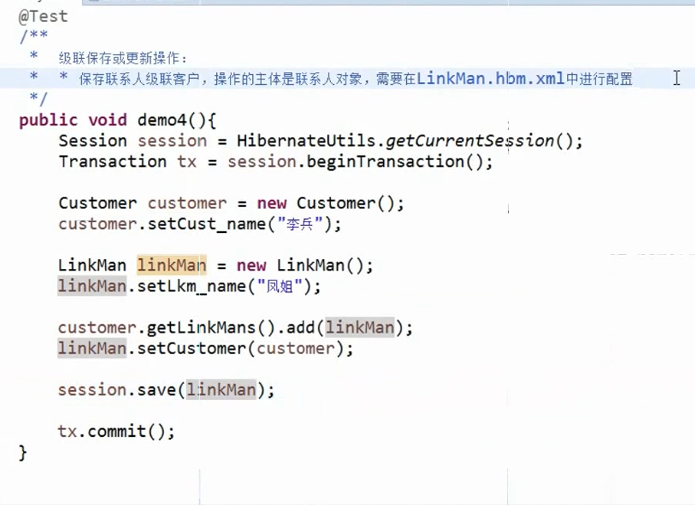 @Test
/**
 * 级联保存或更新操作：
 * * 保存联系人级联客户，操作的主体是联系人对象，需要在LinkMan.hbm.xml中进行配置
 */
public void demo4(){
    Session session = HibernateUtils.getCurrentSession();
    Transaction tx = session.beginTransaction();
    Customer customer = new Customer();
    customer.setCust_name("李兵");
    LinkMan linkMan = new LinkMan();
    linkMan.setLkm_name("凤姐");
    customer.getLinkMans().add(linkMan);
    linkMan.setCustomer(customer);
    session.save(linkMan);
    tx.commit();
}